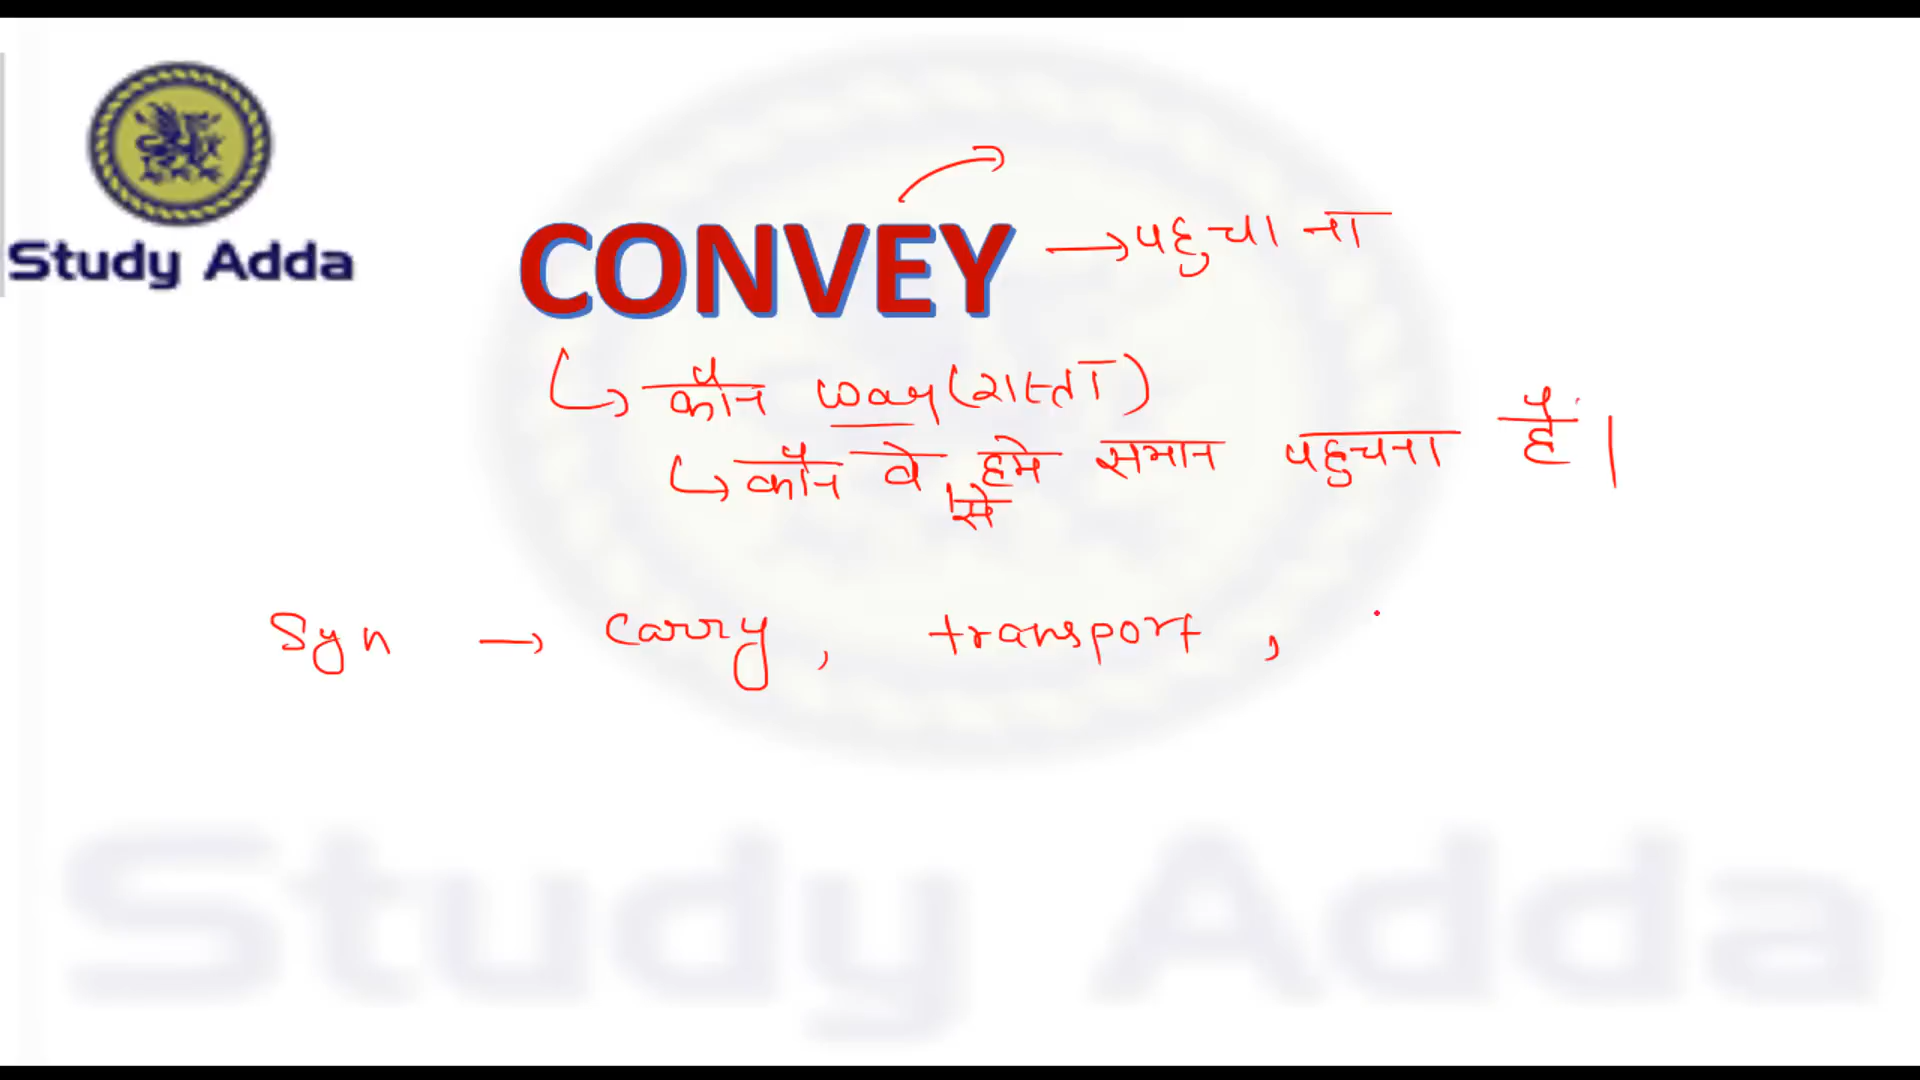 Study Adda
CONVEY → पहुचाना
कौन way (रास्ता)
कौन वे हमे समान पहुचना है।
से
Syn → Carry, transport,
Study Adda